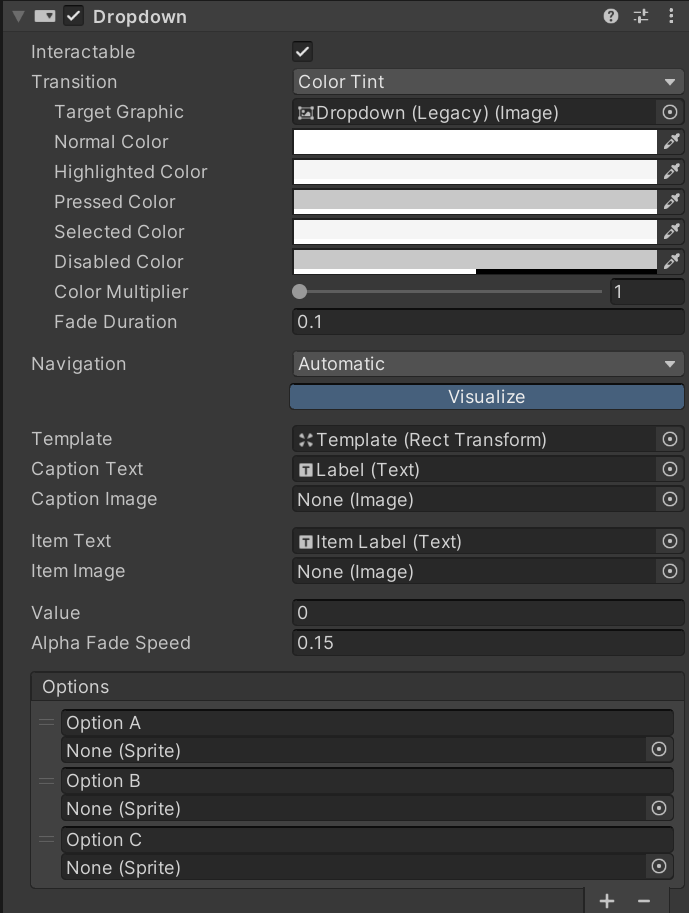 Dropdown
Interactable
Transition Color Tint
Target Graphic Dropdown (Legacy) (Image)
Normal Color
Highlighted Color
Pressed Color
Selected Color
Disabled Color
Color Multiplier 1
Fade Duration 0.1
Navigation Automatic
Visualize
Template Template (Rect Transform)
Caption Text Label (Text)
Caption Image None (Image)
Item Text Item Label (Text)
Item Image None (Image)
Value 0
Alpha Fade Speed 0.15
Options
Option A
None (Sprite)
Option B
None (Sprite)
Option C
None (Sprite)